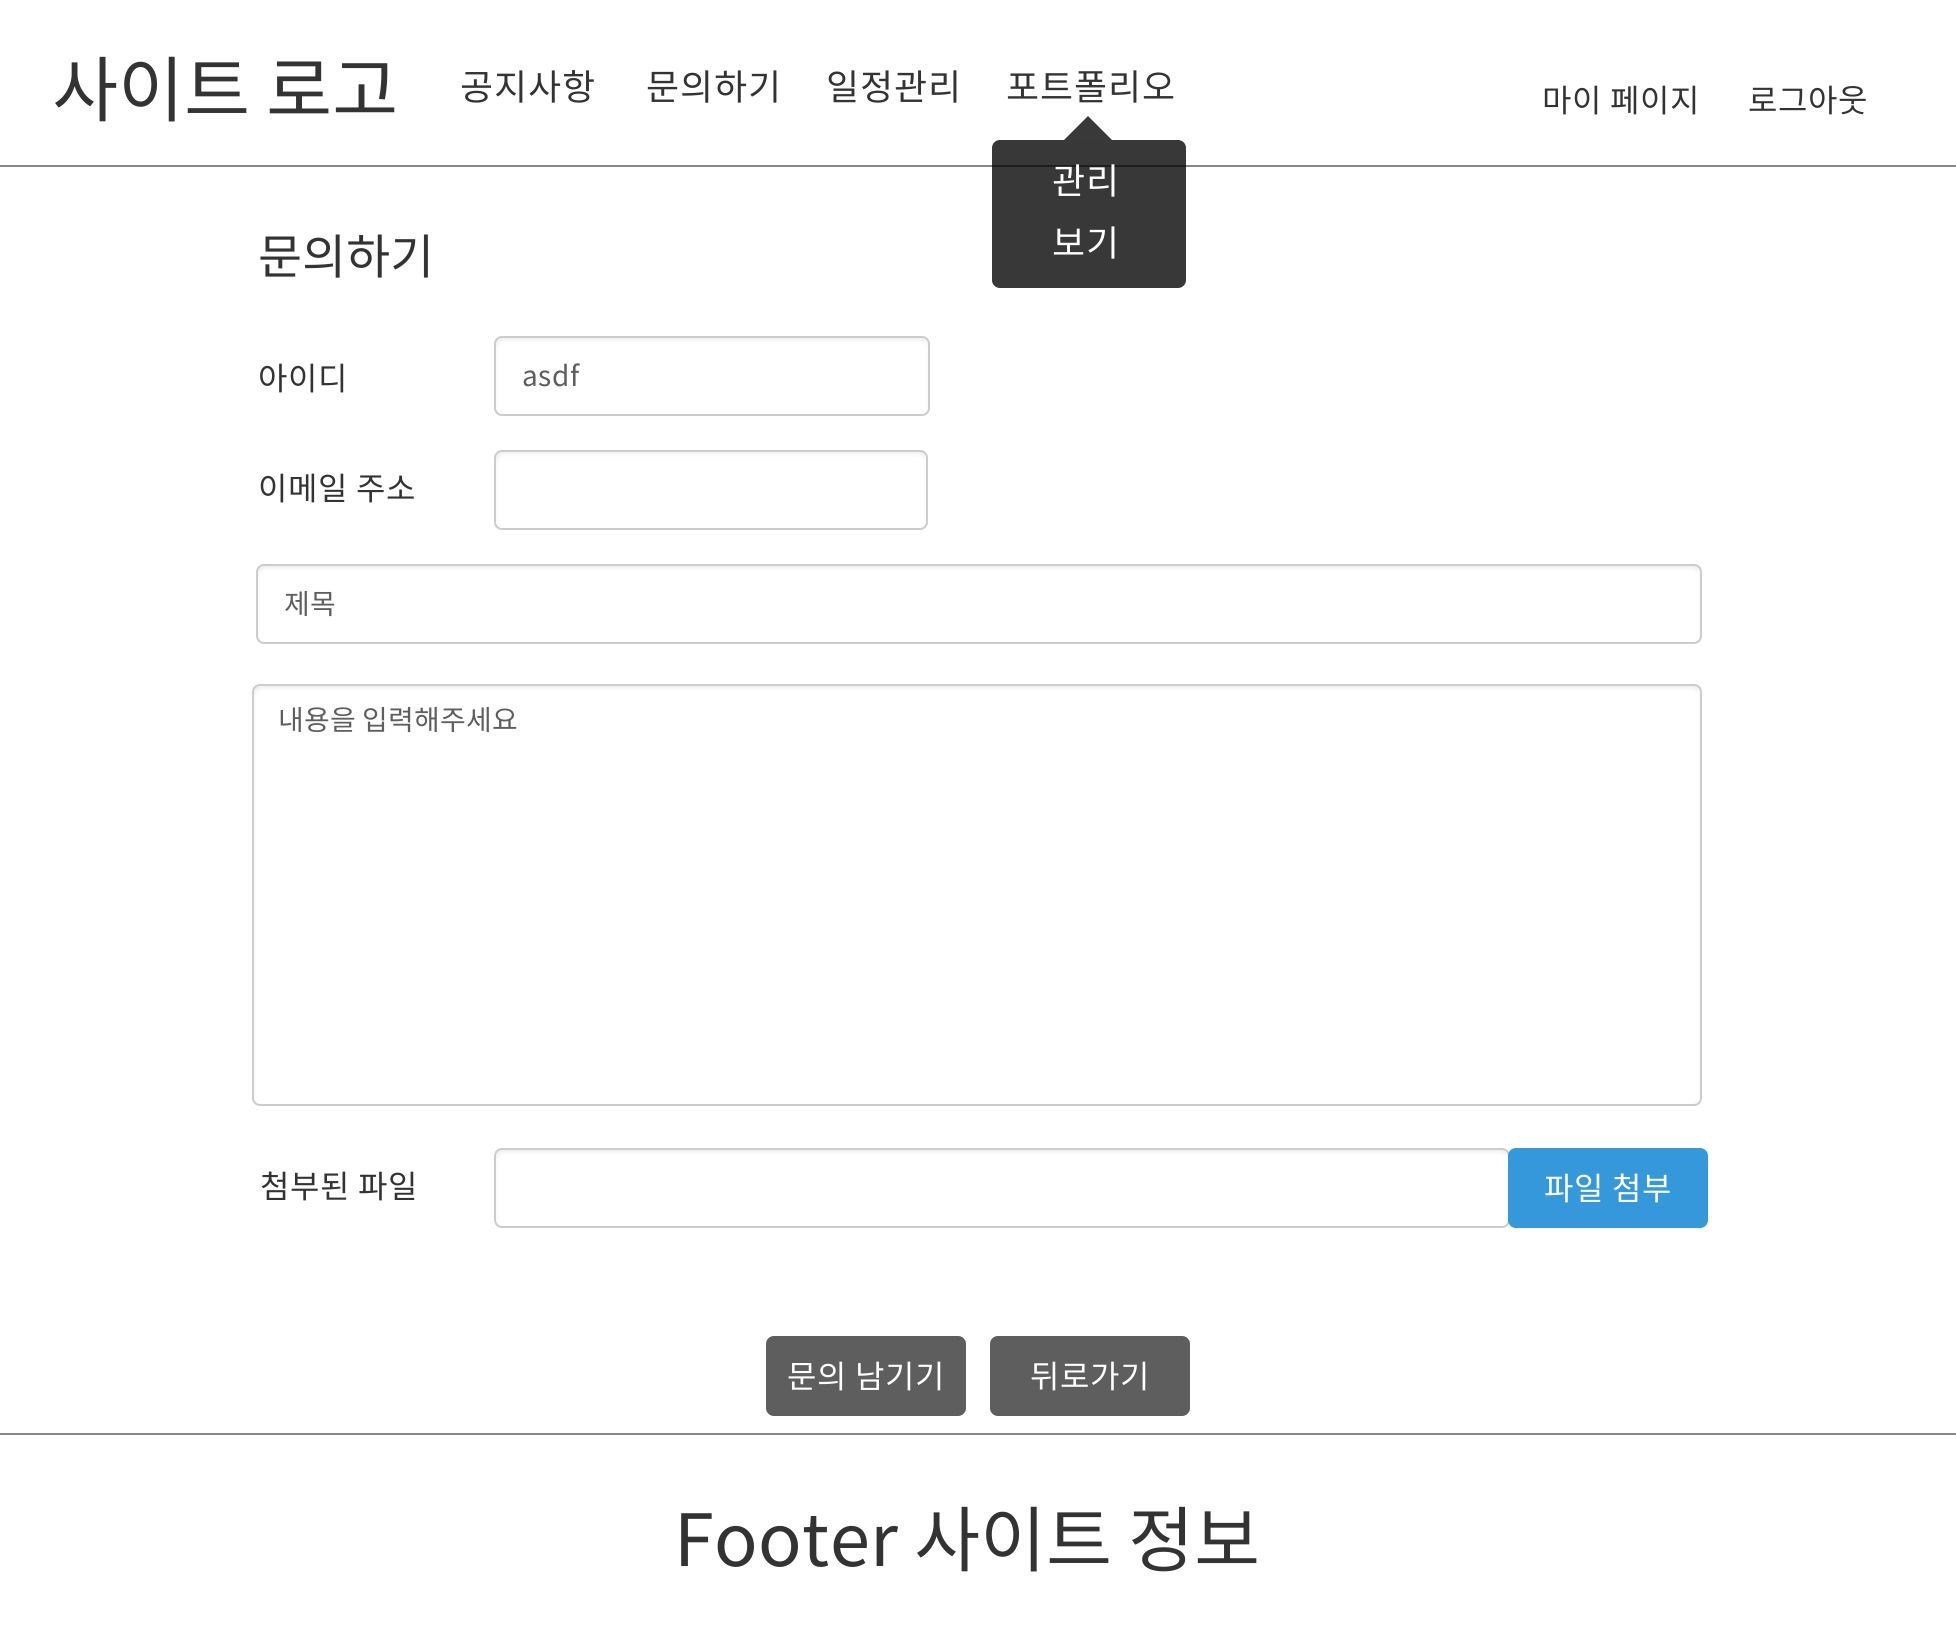 사이트 로고
공지사항 문의하기 일정관리 포트폴리오
마이 페이지 로그아웃
관리
보기
문의하기
아이디 asdf
이메일 주소
제목
내용을 입력해주세요
첨부된 파일 파일 첨부
문의 남기기 뒤로가기
Footer 사이트 정보